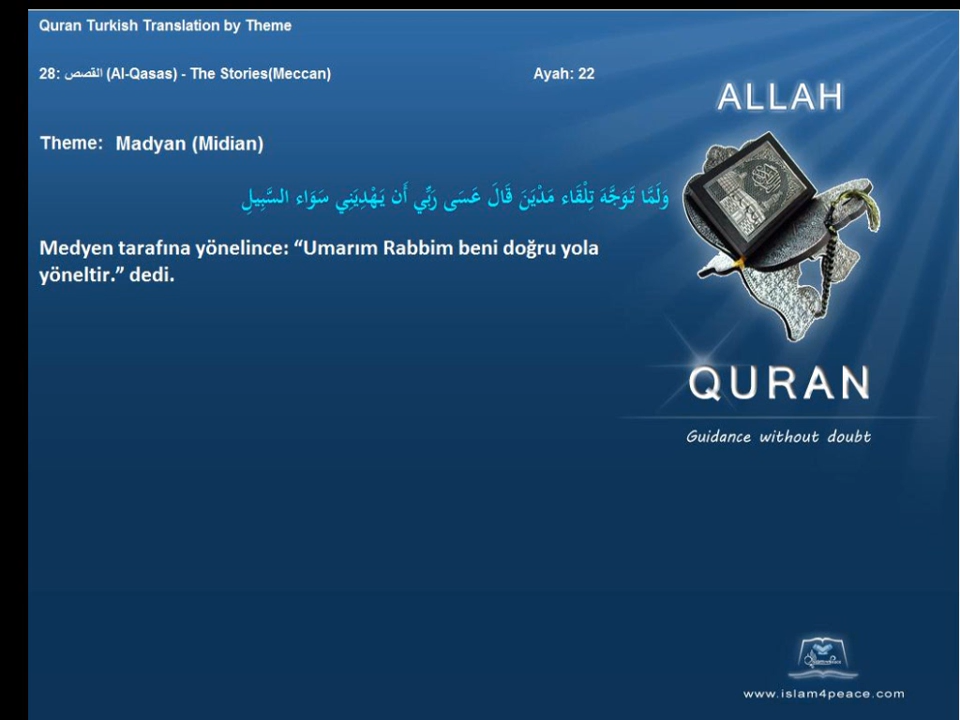 Quran Turkish Translation by Theme
28: القصص (Al-Qasas) - The Stories(Meccan)
Ayah: 22
Theme: Madyan (Midian)
وَلَمَّا تَوَجَّهَ تِلْقَاء مَدْيَنَ قَالَ عَسَى رَبِّي أَن يَهْدِيَنِي سَوَاء السَّبِيلِ
Medyen tarafına yönelince: “Umarım Rabbim beni doğru yola
yöneltir.” dedi.
ALLAH
QURAN
Guidance without doubt
www.islam4peace.com